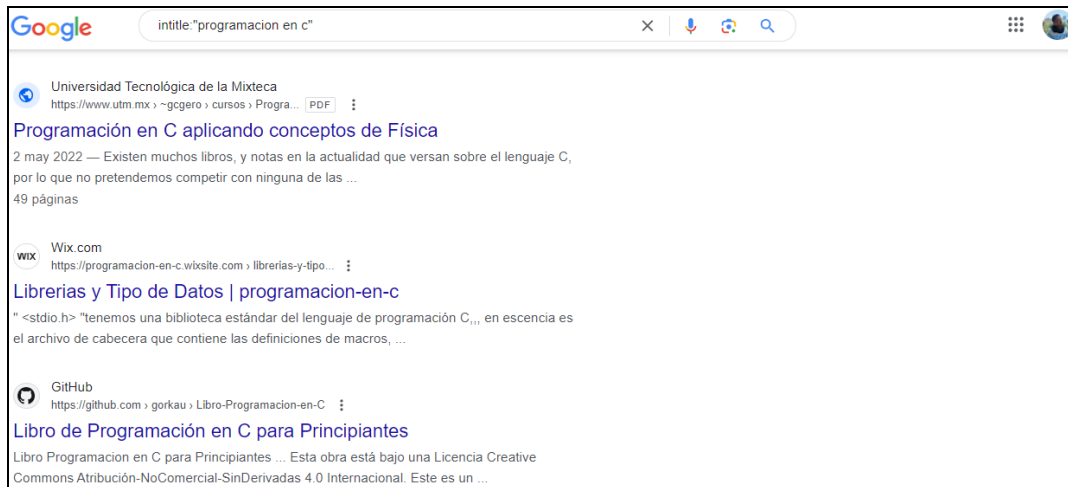 Google
intitle:"programacion en c"
Universidad Tecnológica de la Mixteca
https://www.utm.mx › ~gcgero › cursos › Progra... PDF
Programación en C aplicando conceptos de Física
2 may 2022 — Existen muchos libros, y notas en la actualidad que versan sobre el lenguaje C,
por lo que no pretendemos competir con ninguna de las ...
49 páginas
WIX
Wix.com
https://programacion-en-c.wixsite.com › librerias-y-tipo...
Librerias y Tipo de Datos | programacion-en-c
" <stdio.h> "tenemos una biblioteca estándar del lenguaje de programación C,,, en escencia es
el archivo de cabecera que contiene las definiciones de macros, ...
GitHub
https://github.com › gorkau › Libro-Programacion-en-C
Libro de Programación en C para Principiantes
Libro Programacion en C para Principiantes ... Esta obra está bajo una Licencia Creative
Commons Atribución-NoComercial-SinDerivadas 4.0 Internacional. Este es un ...